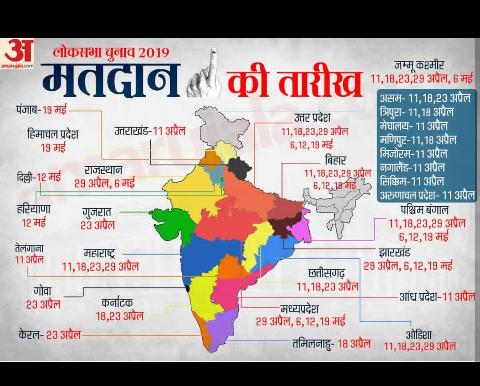 अ
amarujala.com
लोकसभा चुनाव 2019
मतदान की तारीख
जम्मू कश्मीर
11,18,23,29 अप्रैल, 6 मई
पंजाब-19 मई
हिमाचल प्रदेश
19 मई
उत्तराखंड-11 अप्रैल
उत्तर प्रदेश
11,18,23,29 अप्रैल
6,12,19 मई
असम- 11,18,23 अप्रैल
त्रिपुरा- 11,18 अप्रैल
मेघालय- 11 अप्रैल
मणिपुर-11,18 अप्रैल
मिजोरम-11 अप्रैल
नगालैंड-11 अप्रैल
सिक्किम-11 अप्रैल
अरुणाचल प्रदेश- 11 अप्रैल
दिल्ली-12 मई
राजस्थान
29 अप्रैल, 6 मई
बिहार
11,18,23,29 अप्रैल
6,12,19 मई
हरियाणा
12 मई
गुजरात
23 अप्रैल
पश्चिम बंगाल
11,18,23,29 अप्रैल
6,12,19 मई
तेलंगाना
11 अप्रैल
महाराष्ट्र
11,18,23,29 अप्रैल
झारखंड
29 अप्रैल, 6,12,19 मई
छत्तीसगढ़
11,18,23 अप्रैल
गोवा
23 अप्रैल
कर्नाटक
18,23 अप्रैल
मध्यप्रदेश
29 अप्रैल, 6,12,19 मई
आंध्र प्रदेश-11 अप्रैल
केरल- 23 अप्रैल
तमिलनाडु- 18 अप्रैल
ओडिशा
11,18,23,29 अप्रैल